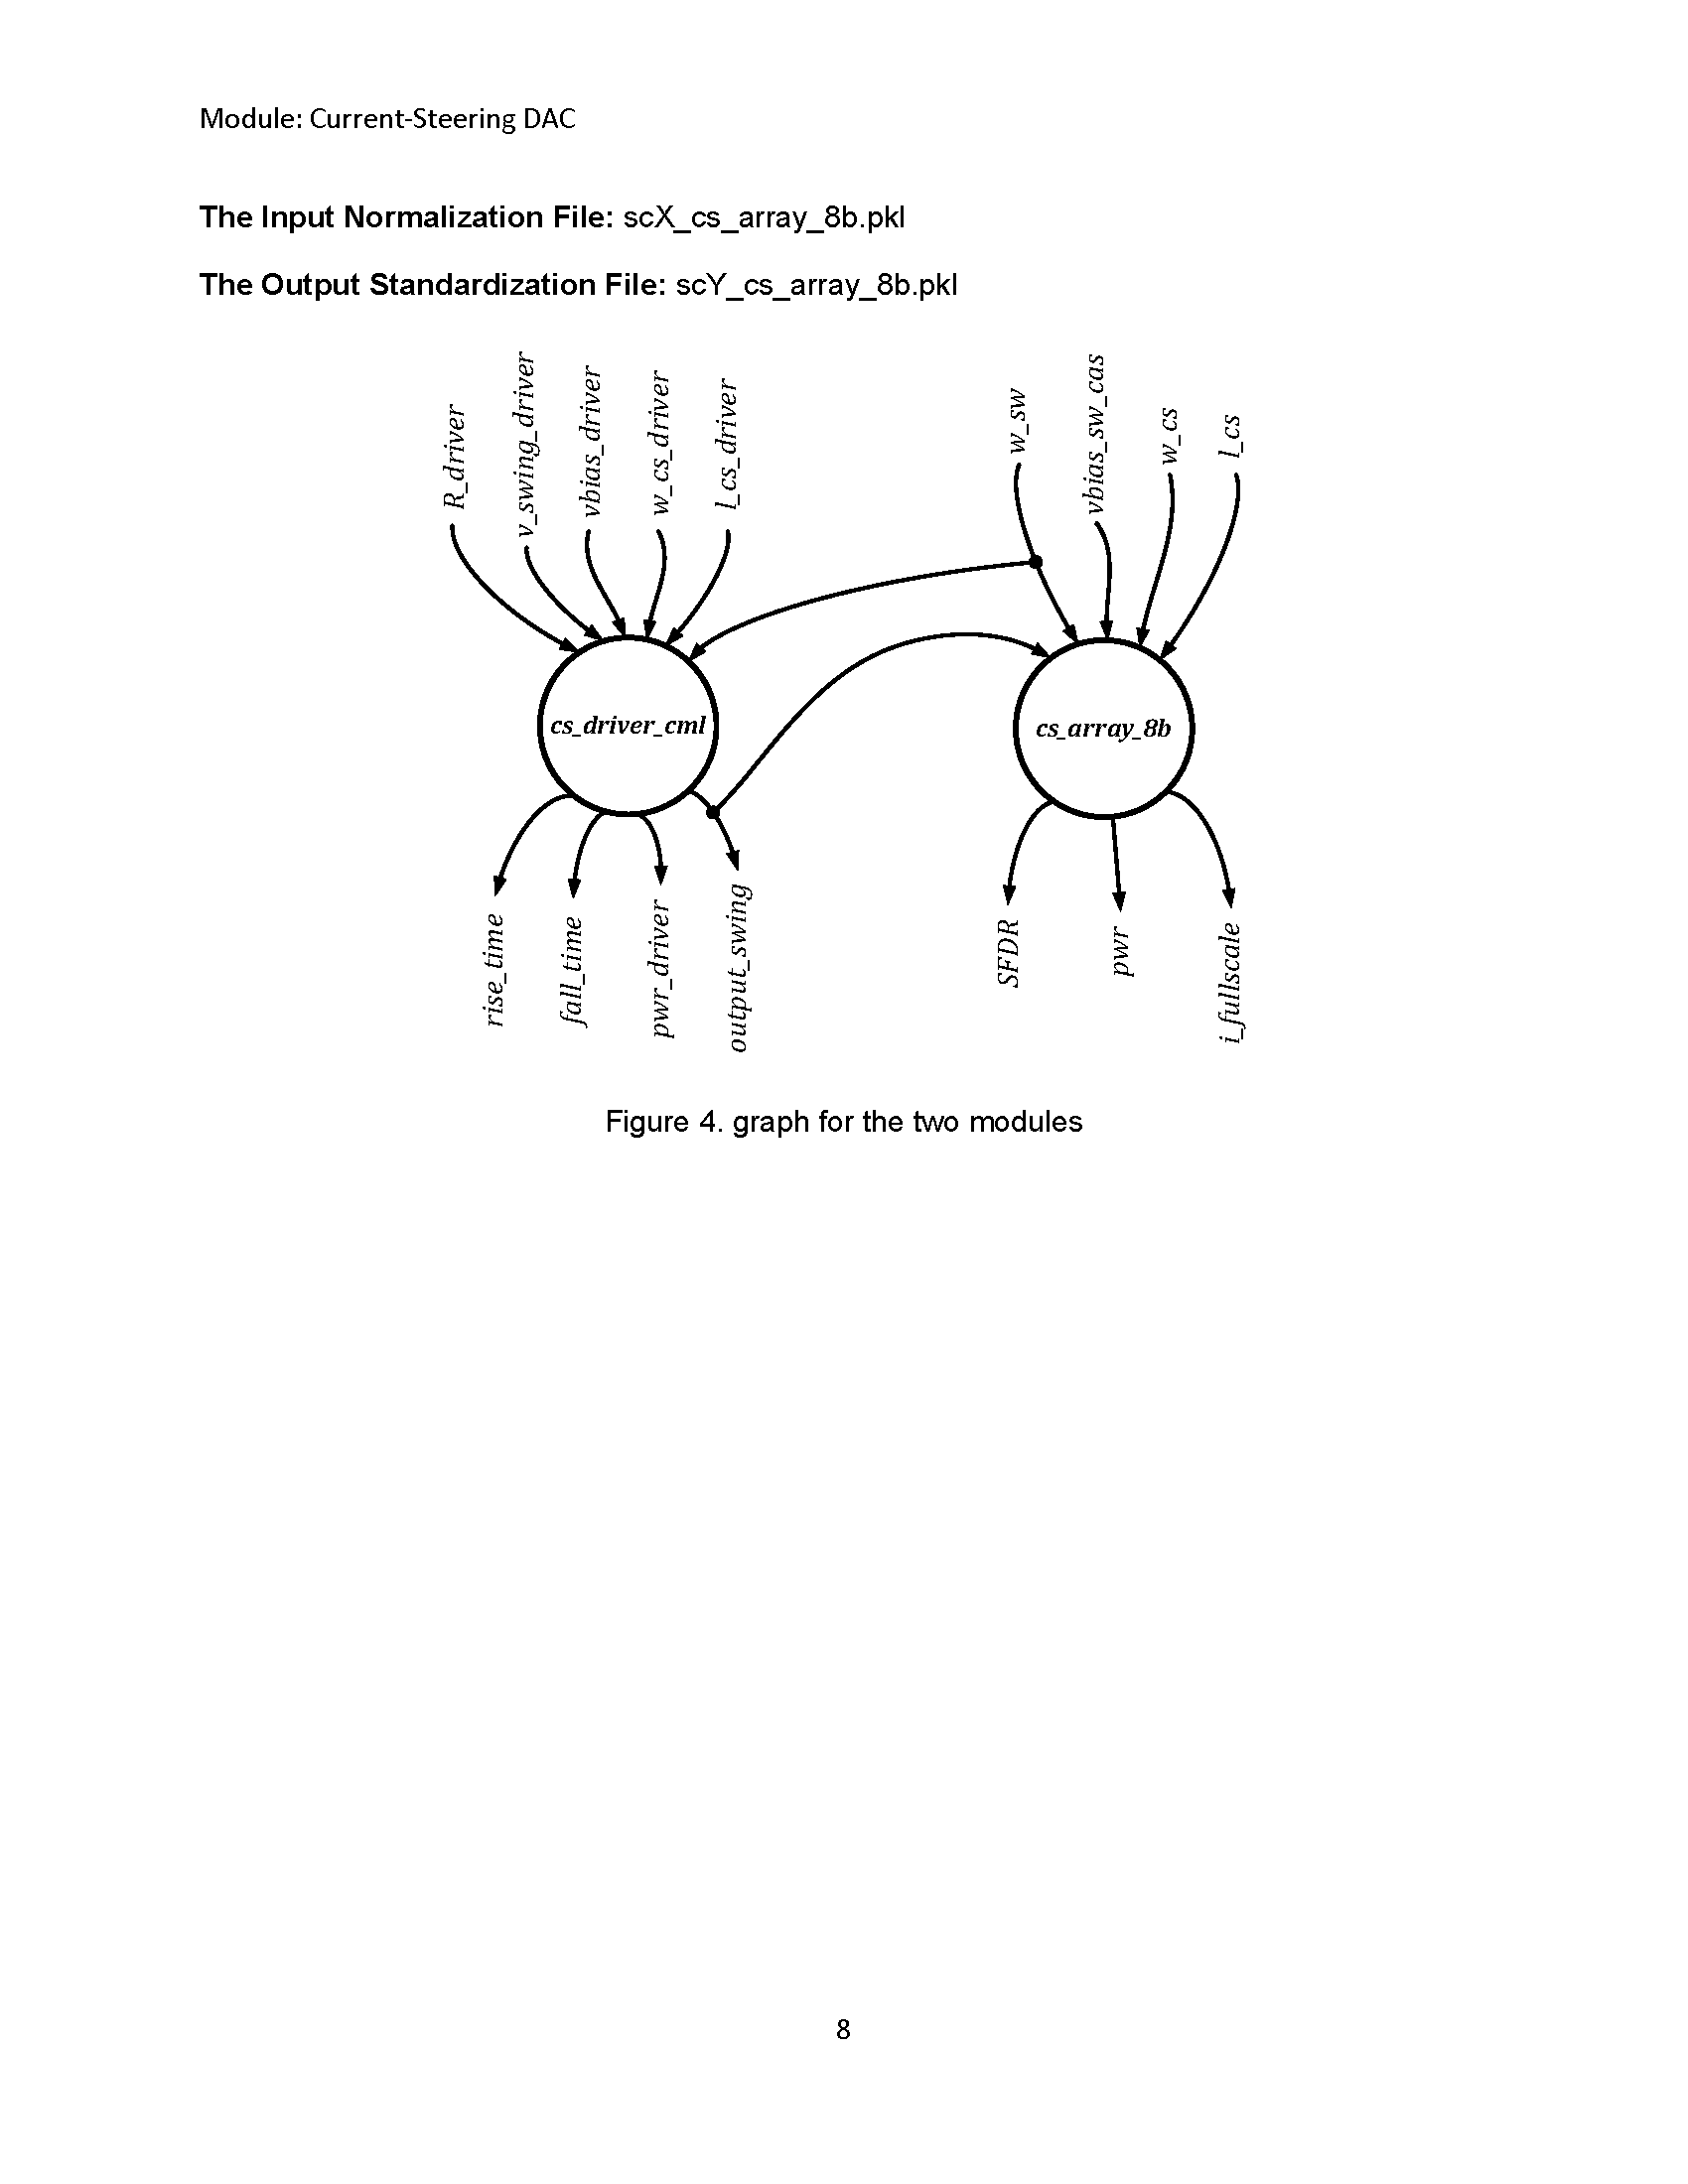 Module: Current-Steering DAC
The Input Normalization File: scX_cs_array_8b.pkl
The Output Standardization File: scY_cs_array_8b.pkl
R_driver
v_swing_driver
vbias_driver
w_cs_driver
l_cs_driver
w_sw
vbias_sw_cas
w_cs
l_cs
cs_driver_cml
cs_array_8b
rise_time
fall_time
pwr_driver
output_swing
SFDR
pwr
i_fullscale
Figure 4. graph for the two modules
8